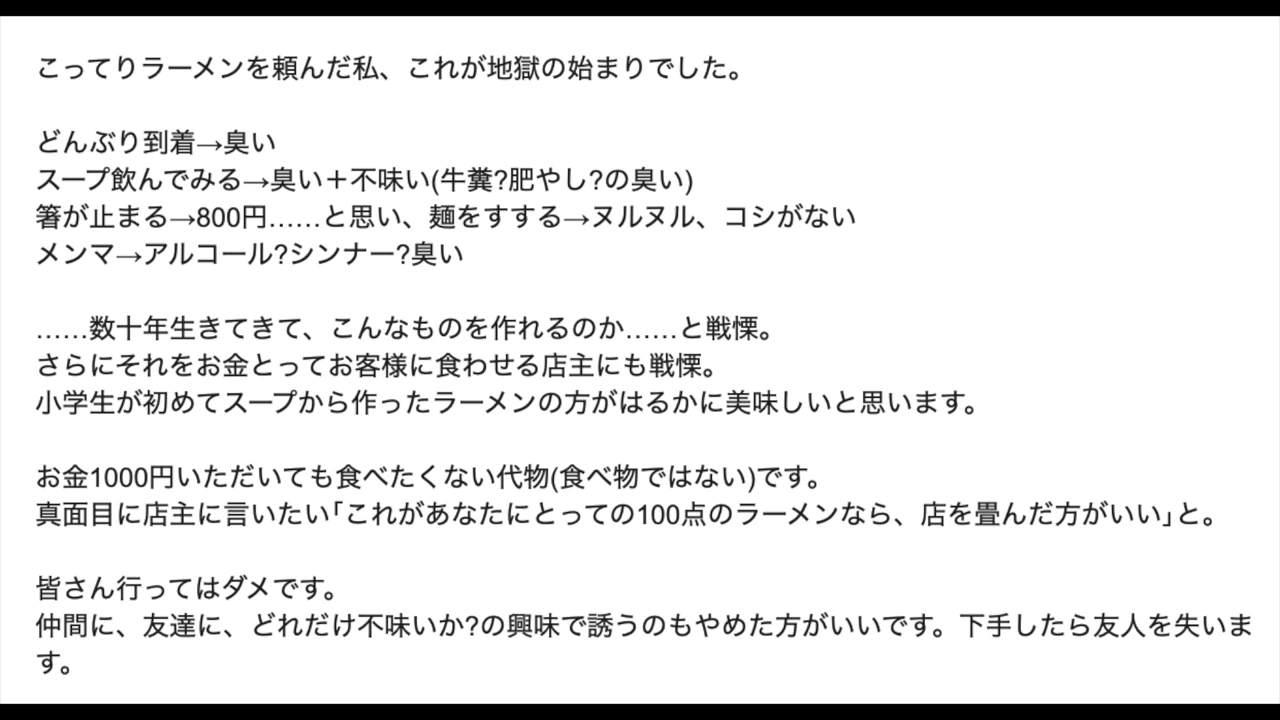 こってりラーメンを頼んだ私、これが地獄の始まりでした。
どんぶり到着→臭い
スープ飲んでみる→臭い＋不味い(牛糞?肥やし?の臭い)
箸が止まる→800円……と思い、麺をすする→ヌルヌル、コシがない
メンマ→アルコール?シンナー?臭い
……数十年生きてきて、こんなものを作れるのか……と戦慄。
さらにそれをお金とってお客様に食わせる店主にも戦慄。
小学生が初めてスープから作ったラーメンの方がはるかに美味しいと思います。
お金1000円いただいても食べたくない代物(食べ物ではない)です。
真面目に店主に言いたい｢これがあなたにとっての100点のラーメンなら、店を畳んだ方がいい｣と。
皆さん行ってはダメです。
仲間に、友達に、どれだけ不味いか?の興味で誘うのもやめた方がいいです。下手したら友人を失いま
す。